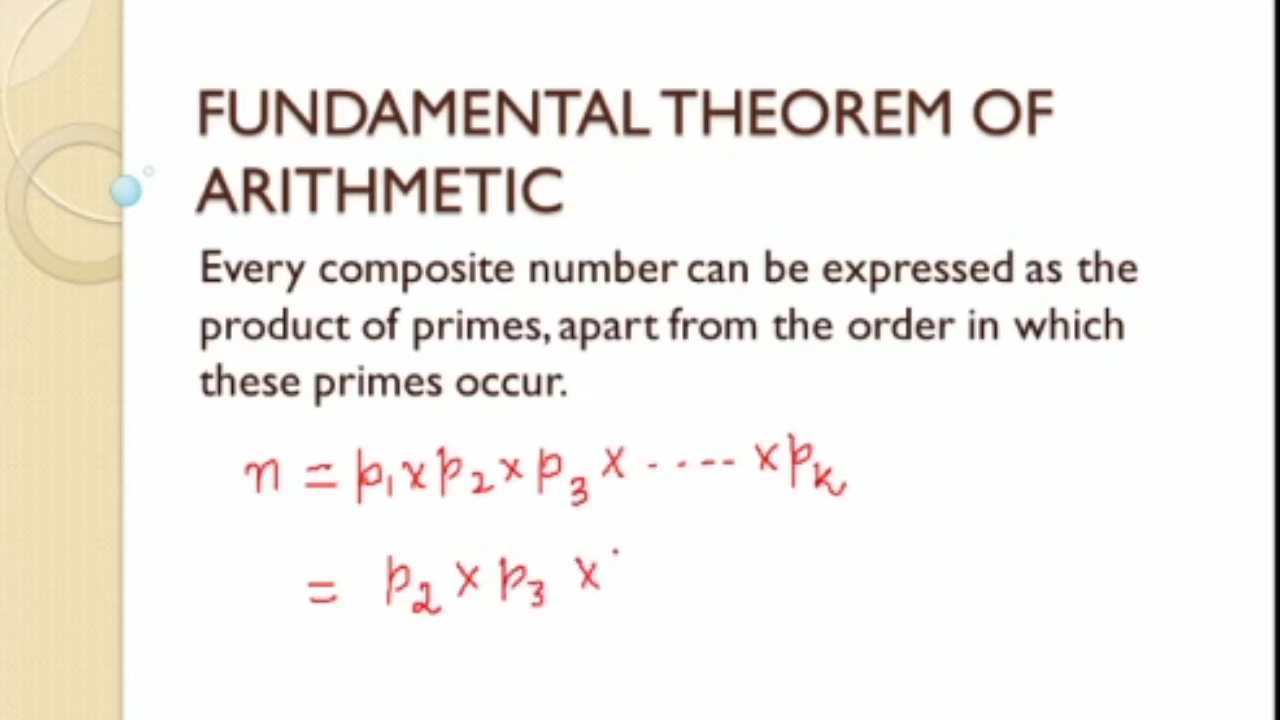 FUNDAMENTAL THEOREM OF
ARITHMETIC
Every composite number can be expressed as the
product of primes, apart from the order in which
these primes occur.
n = p₁ x p₂ x p₃ x ----- x pₖ
= p₂ x p₃ x